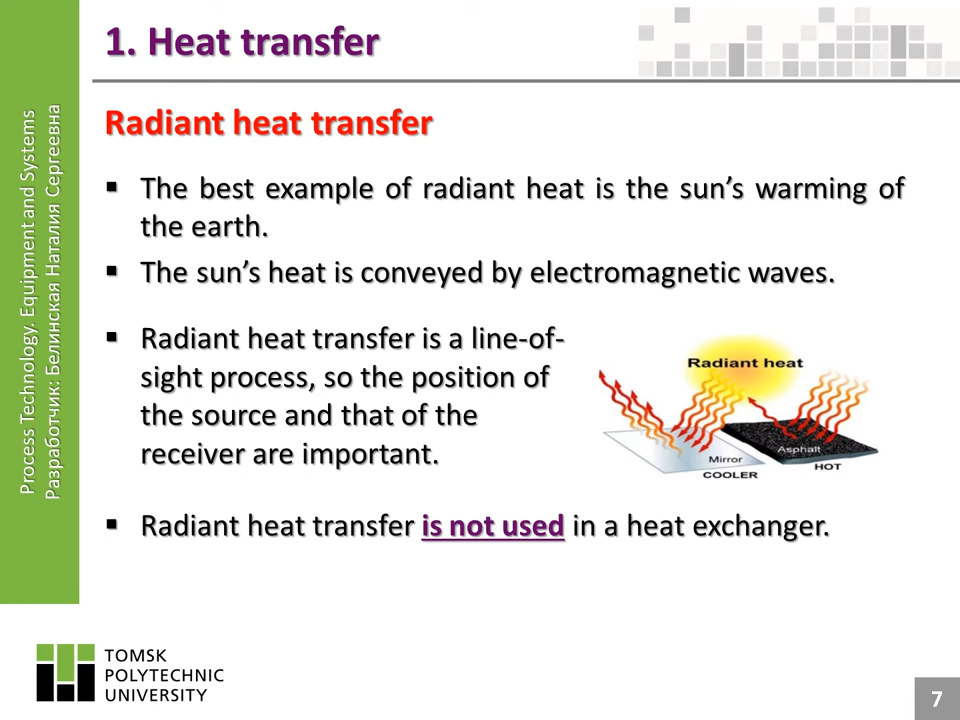 1. Heat transfer
Process Technology. Equipment and Systems
Разработчик: Белинская Наталия Сергеевна
Radiant heat transfer
▪ The best example of radiant heat is the sun’s warming of
the earth.
▪ The sun’s heat is conveyed by electromagnetic waves.
▪ Radiant heat transfer is a line-of-
sight process, so the position of
the source and that of the
receiver are important.
Radiant heat
Mirror
COOLER
Asphalt
HOT
▪ Radiant heat transfer is not used in a heat exchanger.
TOMSK
POLYTECHNIC
UNIVERSITY
7